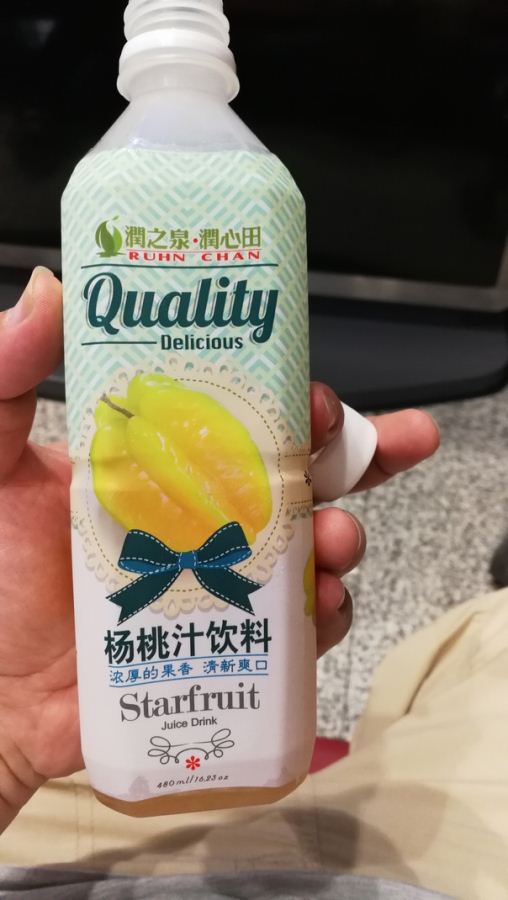 潤之泉·潤心田
RUHN CHAN
Quality
Delicious
杨桃汁饮料
浓厚的果香 清新爽口
Starfruit
Juice Drink
480ml/16.23oz